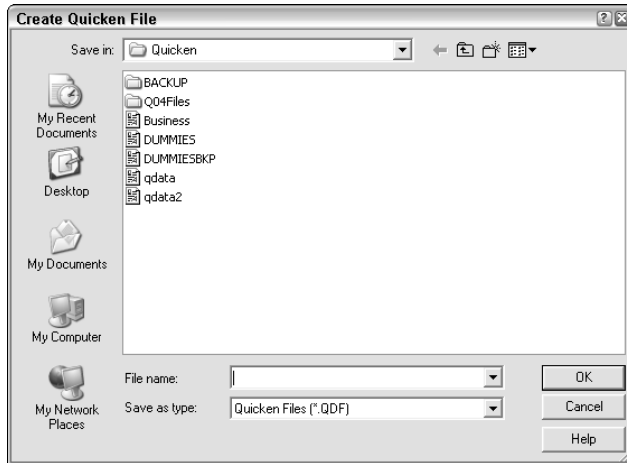 Create Quicken File
Save in:
Quicken
My Recent
Documents
Desktop
My Documents
My Computer
My Network
Places
BACKUP
Q04Files
Business
DUMMIES
DUMMIESBKP
qdata
qdata2
File name:
OK
Save as type:
Quicken Files (*.QDF)
Cancel
Help